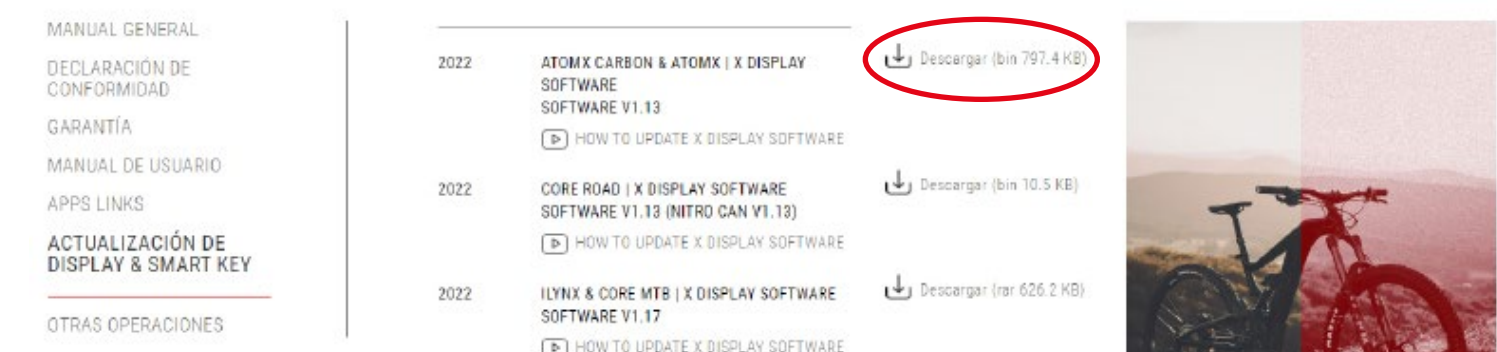 MANUAL GENERAL
DECLARACIÓN DE
CONFORMIDAD
GARANTÍA
MANUAL DE USUARIO
APPS LINKS
ACTUALIZACIÓN DE
DISPLAY & SMART KEY
OTRAS OPERACIONES
2022
ATOMX CARBON & ATOMX | X DISPLAY
SOFTWARE
SOFTWARE V1.13
HOW TO UPDATE X DISPLAY SOFTWARE
Descargar (bin 797.4 KB)
2022
CORE ROAD | X DISPLAY SOFTWARE
SOFTWARE V1.13 (NITRO CAN V1.13)
HOW TO UPDATE X DISPLAY SOFTWARE
Descargar (bin 10.5 KB)
2022
ILYNX & CORE MTB | X DISPLAY SOFTWARE
SOFTWARE V1.17
HOW TO UPDATE X DISPLAY SOFTWARE
Descargar (rar 626.2 KB)